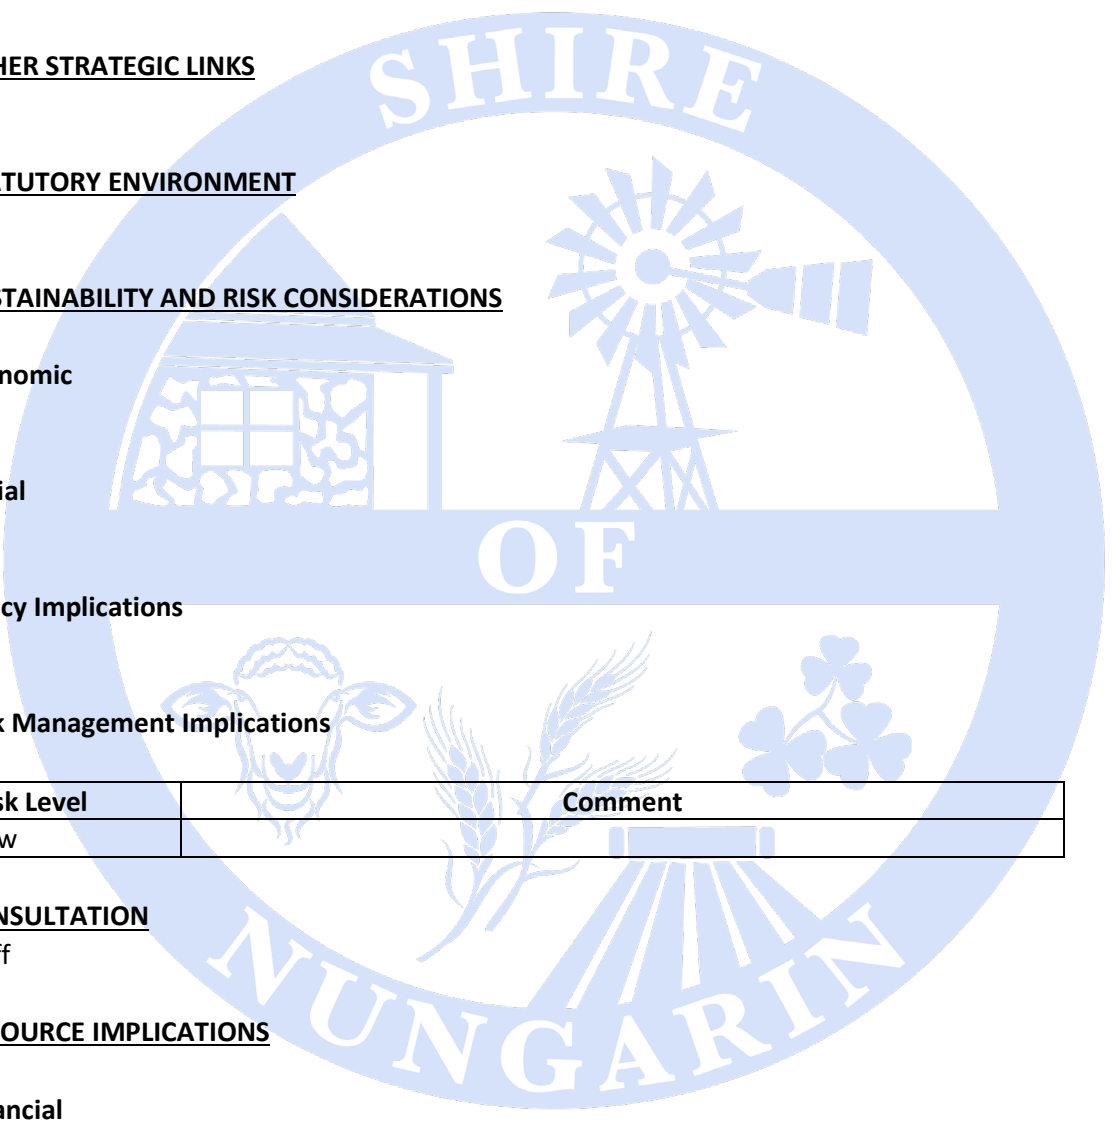 SHIRE
HER STRATEGIC LINKS
ATUTORY ENVIRONMENT
STAINABILITY AND RISK CONSIDERATIONS
nomic
ial
OF
cy Implications
k Management Implications
sk Level Comment
w
NSULTATION
ff
NUNGARIN
OURCE IMPLICATIONS
ancial